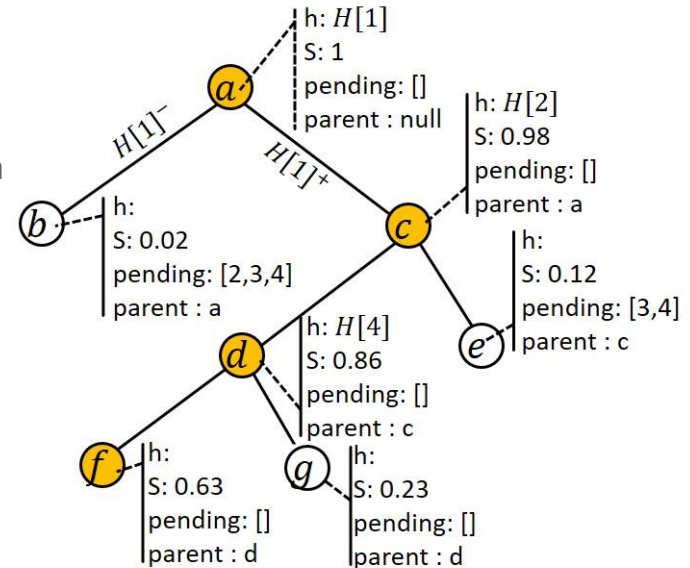 h: H[1]
S: 1
pending: []
parent : null
a
H[1]⁻
H[1]⁺
h: H[2]
S: 0.98
pending: []
parent : a
b
h:
S: 0.02
pending: [2,3,4]
parent : a
c
h:
S: 0.12
pending: [3,4]
parent : c
e
d
h: H[4]
S: 0.86
pending: []
parent : c
f
h:
S: 0.63
pending: []
parent : d
g
h:
S: 0.23
pending: []
parent : d